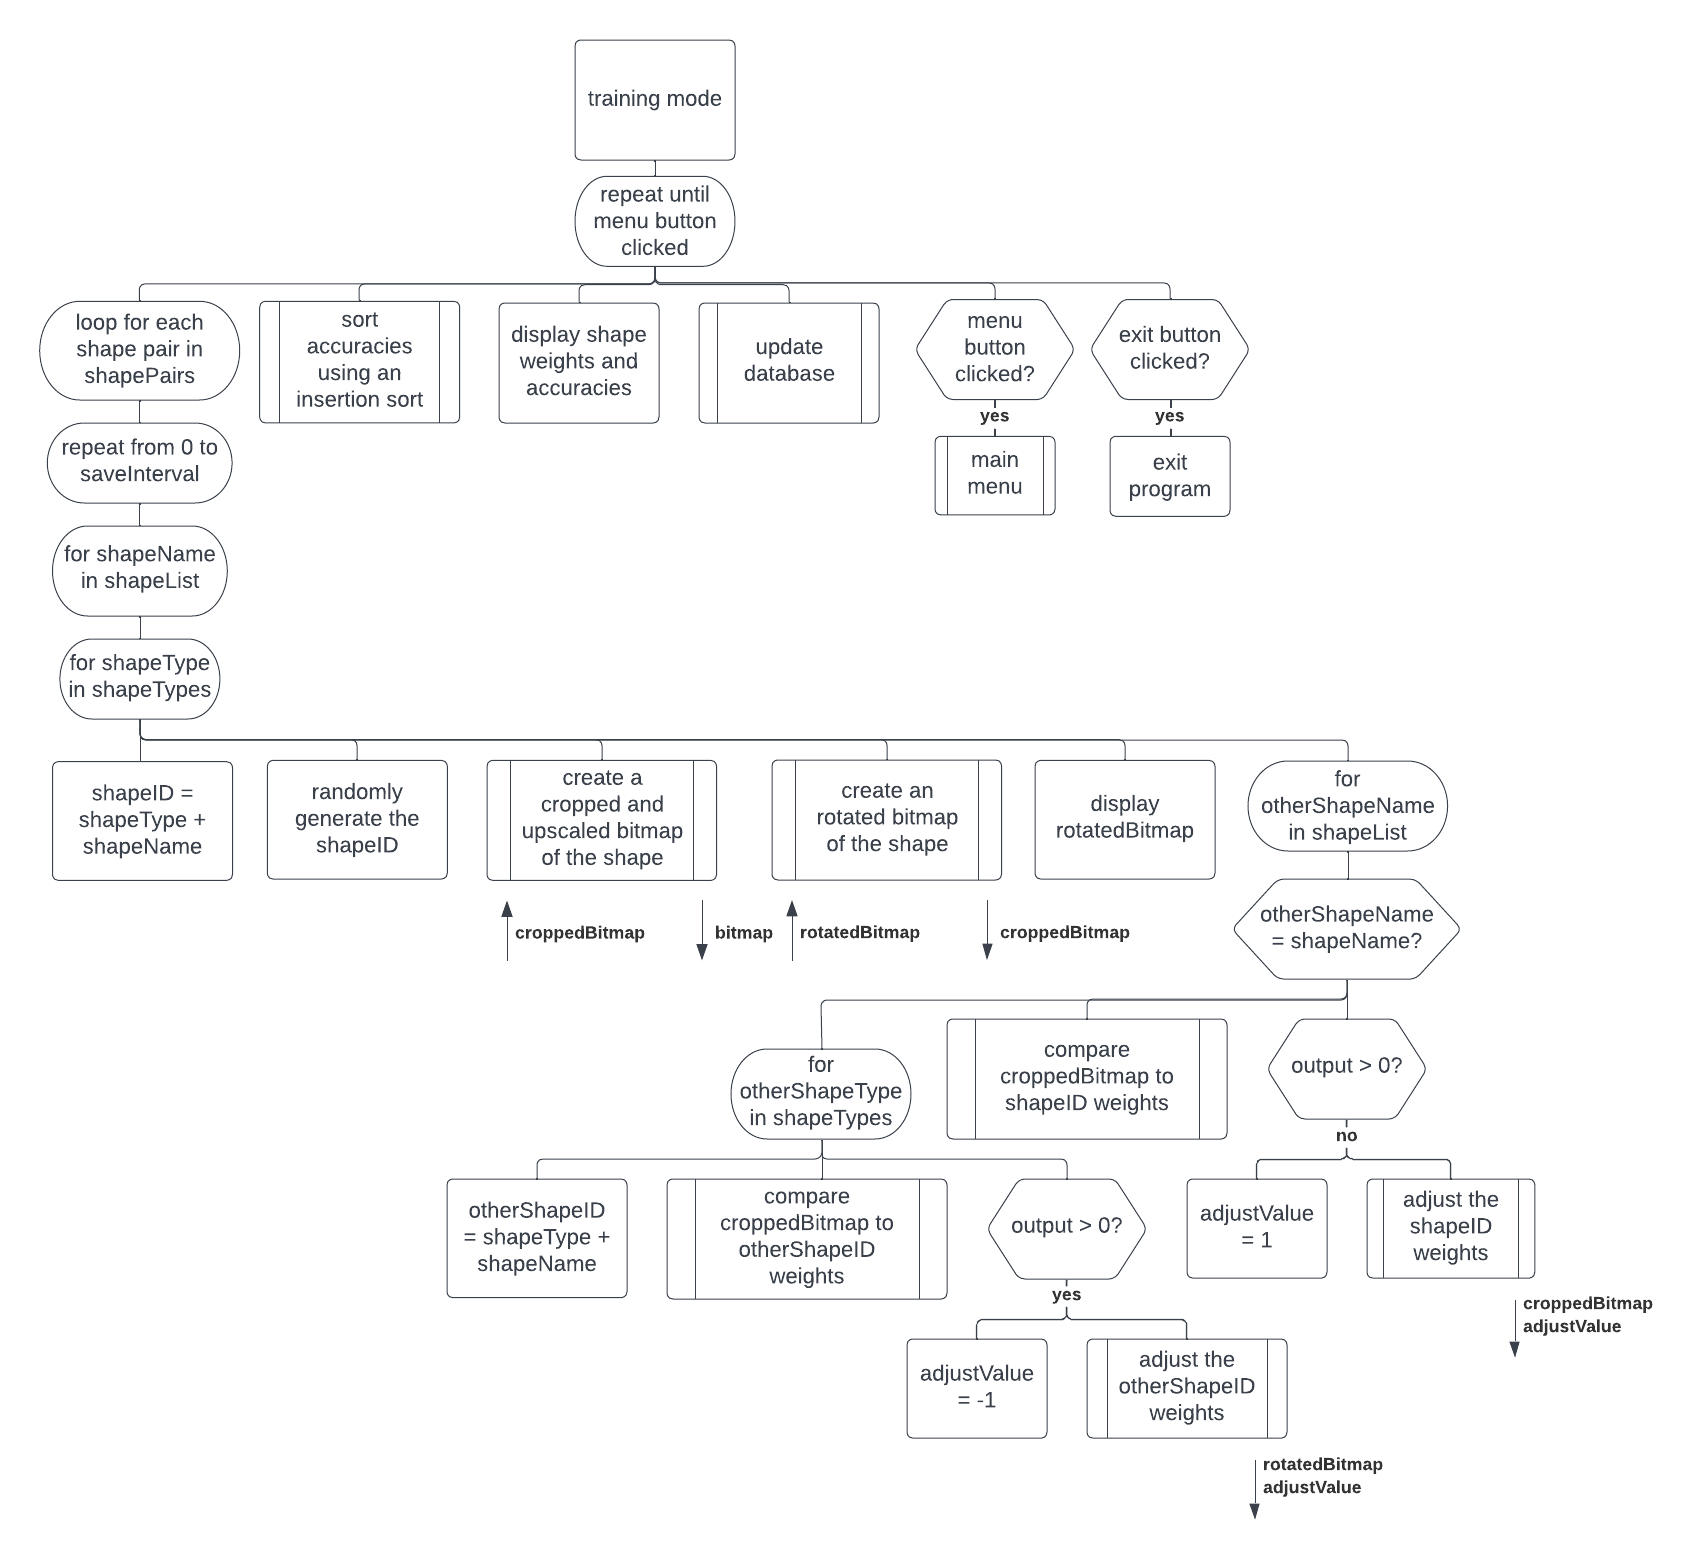 training mode
repeat until
menu button
clicked
loop for each
shape pair in
shapePairs
sort
accuracies
using an
insertion sort
display shape
weights and
accuracies
update
database
menu
button
clicked?
exit button
clicked?
yes
yes
main
menu
exit
program
repeat from 0 to
saveInterval
for shapeName
in shapeList
for shapeType
in shapeTypes
shapeID =
shapeType +
shapeName
randomly
generate the
shapeID
create a
cropped and
upscaled bitmap
of the shape
create an
rotated bitmap
of the shape
display
rotatedBitmap
for
otherShapeName
in shapeList
croppedBitmap
bitmap
rotatedBitmap
croppedBitmap
otherShapeName
= shapeName?
for
otherShapeType
in shapeTypes
compare
croppedBitmap to
shapeID weights
output > 0?
no
otherShapeID
= shapeType +
shapeName
compare
croppedBitmap to
otherShapeID
weights
output > 0?
adjustValue
= 1
adjust the
shapeID
weights
yes
croppedBitmap
adjustValue
adjustValue
= -1
adjust the
otherShapeID
weights
rotatedBitmap
adjustValue